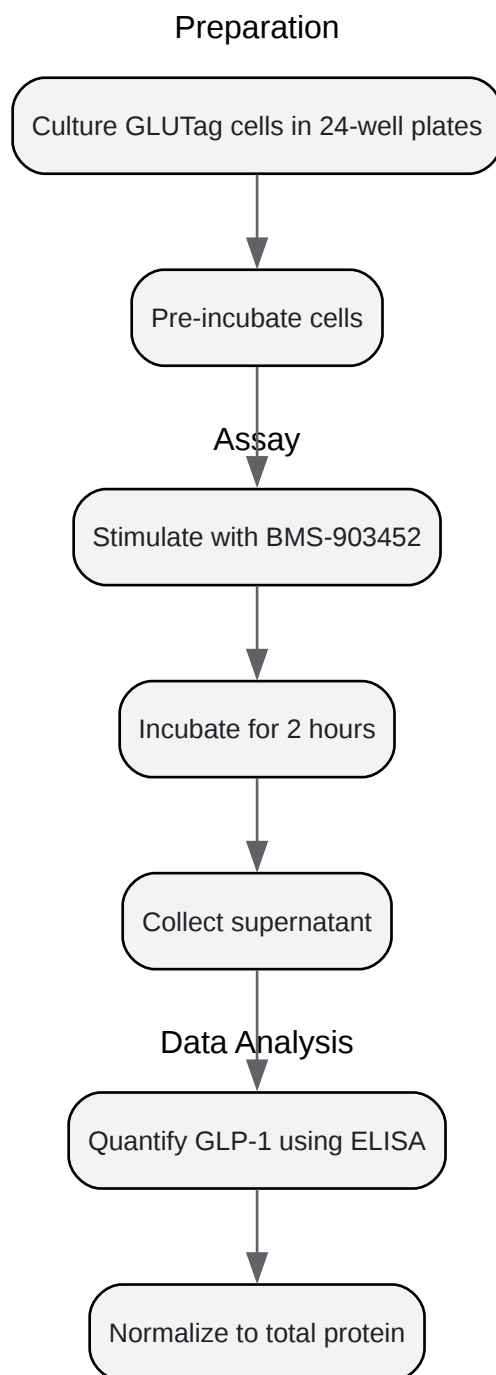 Preparation
Culture GLUTag cells in 24-well plates
Pre-incubate cells
Assay
Stimulate with BMS-903452
Incubate for 2 hours
Collect supernatant
Data Analysis
Quantify GLP-1 using ELISA
Normalize to total protein